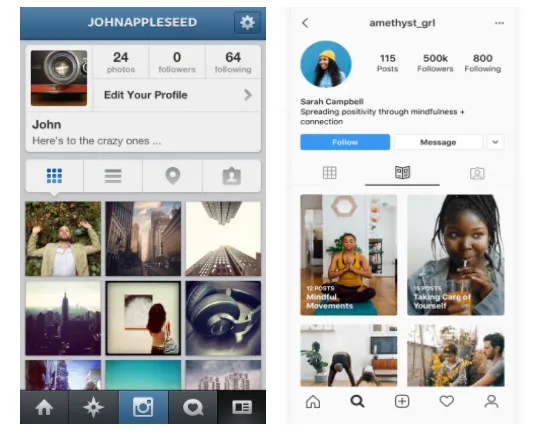 JOHNAPPLESEED
24
photos
0
followers
64
following
Edit Your Profile
John
Here's to the crazy ones ...
amethyst_grl
115
Posts
500k
Followers
800
Following
Sarah Campbell
Spreading positivity through mindfulness +
connection
Follow
Message
12 POSTS
Mindful
Movements
15 POSTS
Taking Care of
Yourself